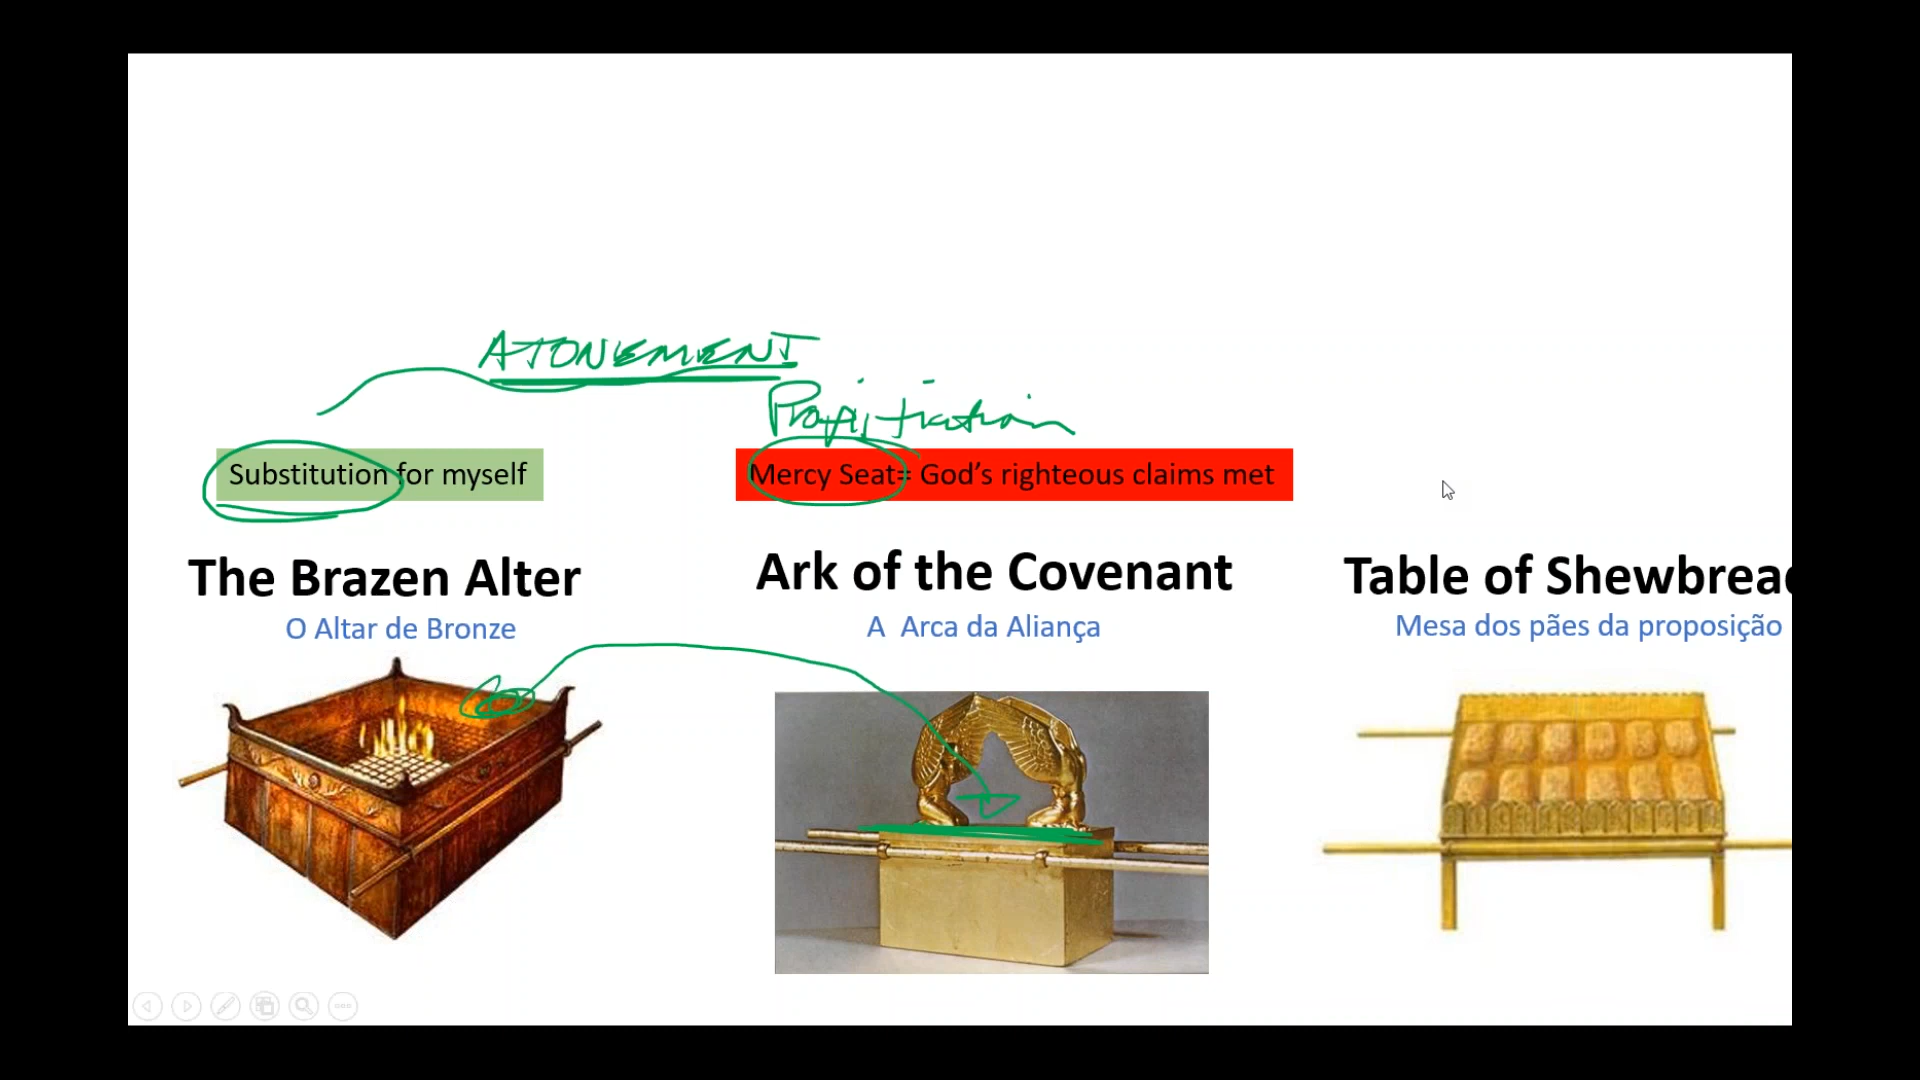 ATONEMENT
Propitiation
Substitution for myself
Mercy Seat= God's righteous claims met
The Brazen Alter
Ark of the Covenant
Table of Shewbread
O Altar de Bronze
A Arca da Aliança
Mesa dos pães da proposição